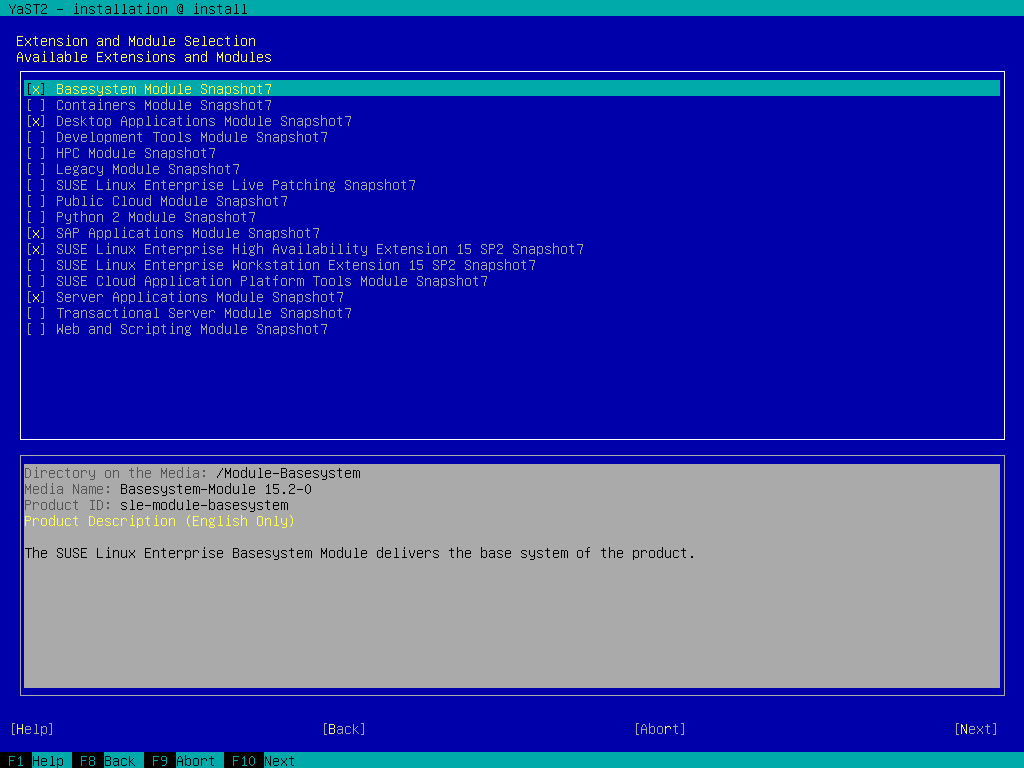 YaST2 - installation @ install
Extension and Module Selection
Available Extensions and Modules
[x] Basesystem Module Snapshot7
[ ] Containers Module Snapshot7
[x] Desktop Applications Module Snapshot7
[ ] Development Tools Module Snapshot7
[ ] HPC Module Snapshot7
[ ] Legacy Module Snapshot7
[ ] SUSE Linux Enterprise Live Patching Snapshot7
[ ] Public Cloud Module Snapshot7
[ ] Python 2 Module Snapshot7
[x] SAP Applications Module Snapshot7
[x] SUSE Linux Enterprise High Availability Extension 15 SP2 Snapshot7
[ ] SUSE Linux Enterprise Workstation Extension 15 SP2 Snapshot7
[ ] SUSE Cloud Application Platform Tools Module Snapshot7
[x] Server Applications Module Snapshot7
[ ] Transactional Server Module Snapshot7
[ ] Web and Scripting Module Snapshot7
Directory on the Media: /Module-Basesystem
Media Name: Basesystem-Module 15.2-0
Product ID: sle-module-basesystem
Product Description (English Only)
The SUSE Linux Enterprise Basesystem Module delivers the base system of the product.
[Help] [Back] [Abort] [Next]
F1 Help F8 Back F9 Abort F10 Next